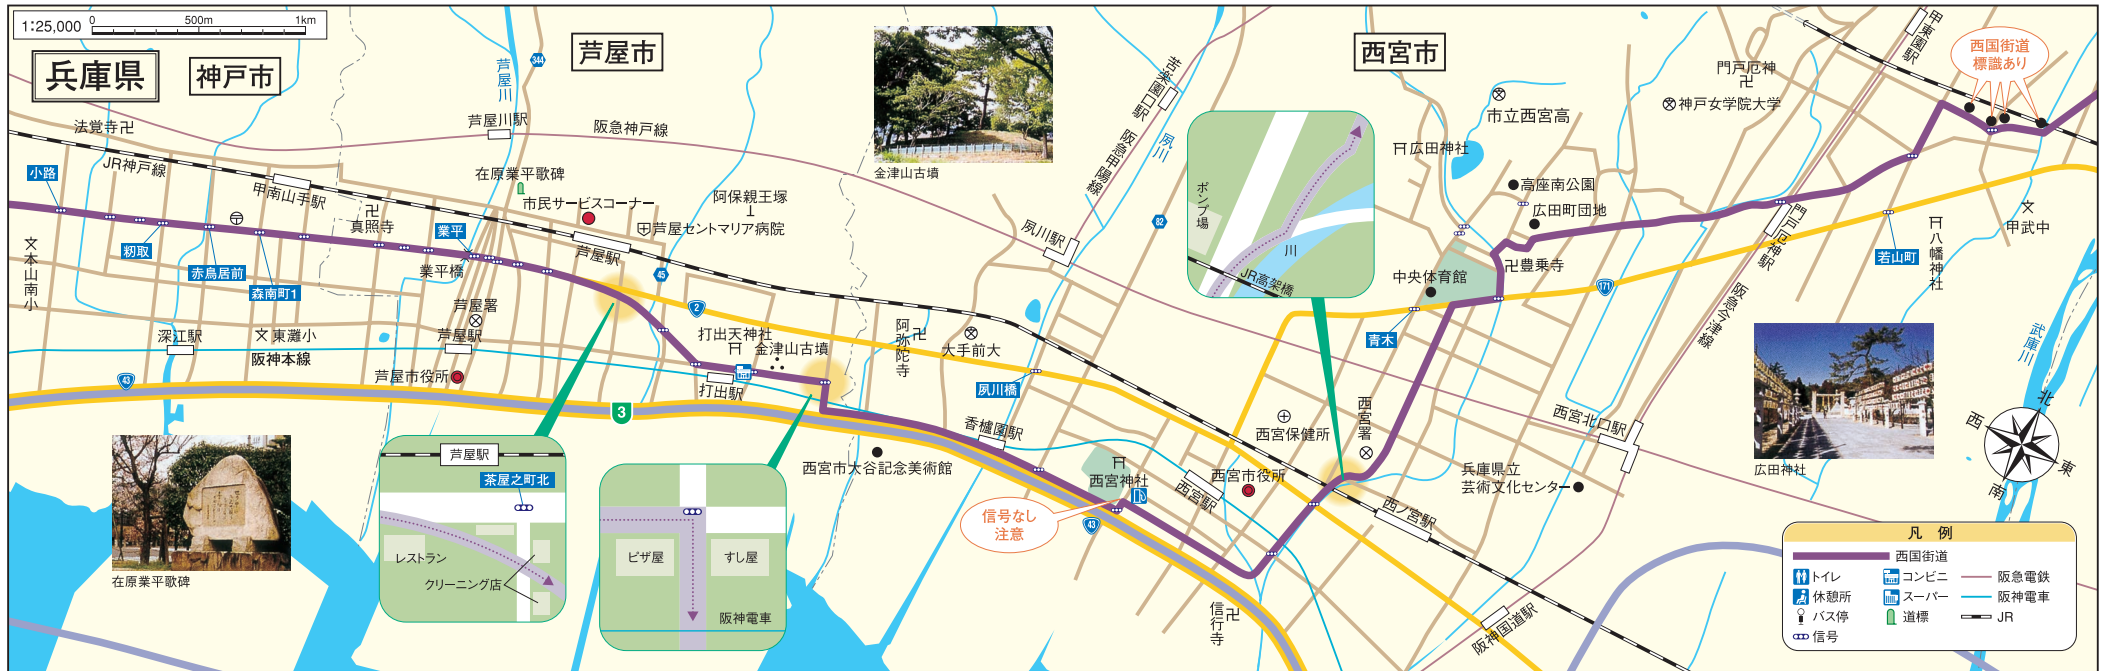 1:25,000
0
500m
1km
兵庫県
神戸市
芦屋市
西宮市
法覚寺
JR神戸線
小路
甲南山手駅
真照寺
本山南小
籾取
赤鳥居前
森南町1
深江駅
東灘小
阪神本線
43
344
芦屋川
芦屋川駅
阪急神戸線
在原業平歌碑
市民サービスコーナー
阿保親王塚
芦屋セントマリア病院
業平
業平橋
芦屋駅
45
2
芦屋署
芦屋駅
芦屋市役所
打出天神社
金津山古墳
打出駅
3
阿弥陀寺
大手前大
金津山古墳
苦楽園口駅
阪急甲陽線
夙川
82
夙川駅
夙川橋
香櫨園駅
西宮市大谷記念美術館
西宮神社
信号なし
注意
43
西宮駅
西宮市役所
西宮保健所
西宮署
信行寺
西ノ宮駅
阪神国道駅
兵庫県立
芸術文化センター
西宮北口駅
阪急今津線
ポンプ場
川
JR高架橋
市立西宮高
広田神社
高座南公園
広田町団地
中央体育館
豊乗寺
青木
171
門戸厄神
神戸女学院大学
甲東園駅
西国街道
標識あり
門戸厄神駅
若山町
八幡神社
甲武中
武庫川
広田神社
北
西
東
南
在原業平歌碑
芦屋駅
茶屋之町北
レストラン
クリーニング店
ピザ屋
すし屋
阪神電車
凡 例
西国街道
トイレ
コンビニ
阪急電鉄
休憩所
スーパー
阪神電車
バス停
道標
JR
信号